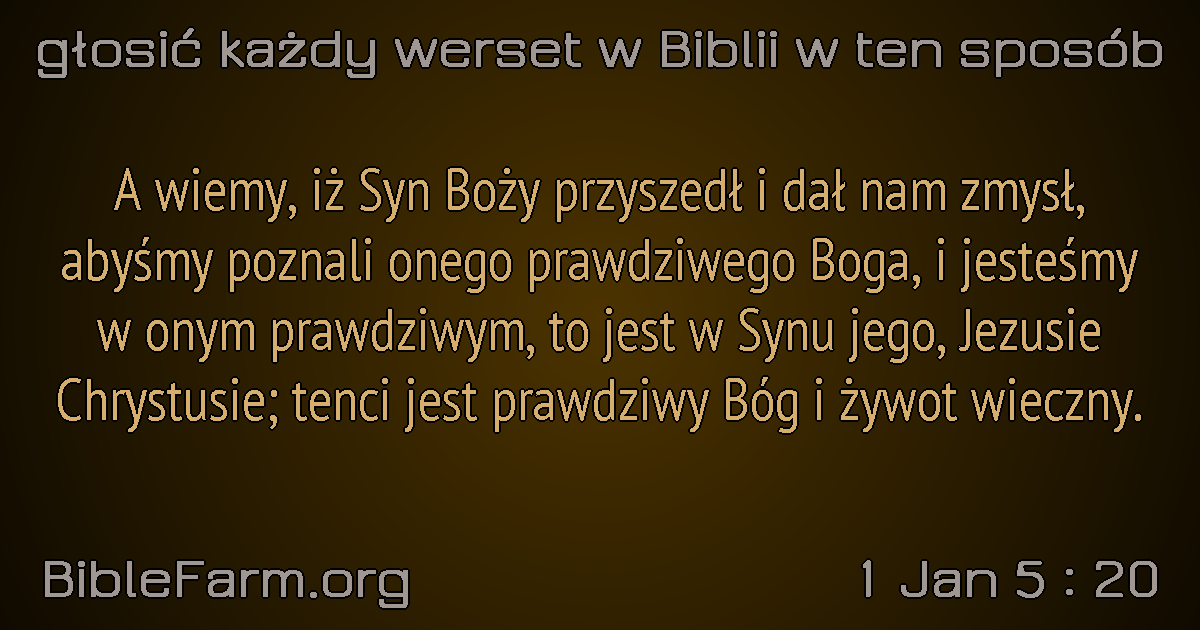 głosić każdy werset w Biblii w ten sposób
A wiemy, iż Syn Boży przyszedł i dał nam zmysł,
abyśmy poznali onego prawdziwego Boga, i jesteśmy
w onym prawdziwym, to jest w Synu jego, Jezusie
Chrystusie; tenci jest prawdziwy Bóg i żywot wieczny.
BibleFarm.org
1 Jan 5 : 20